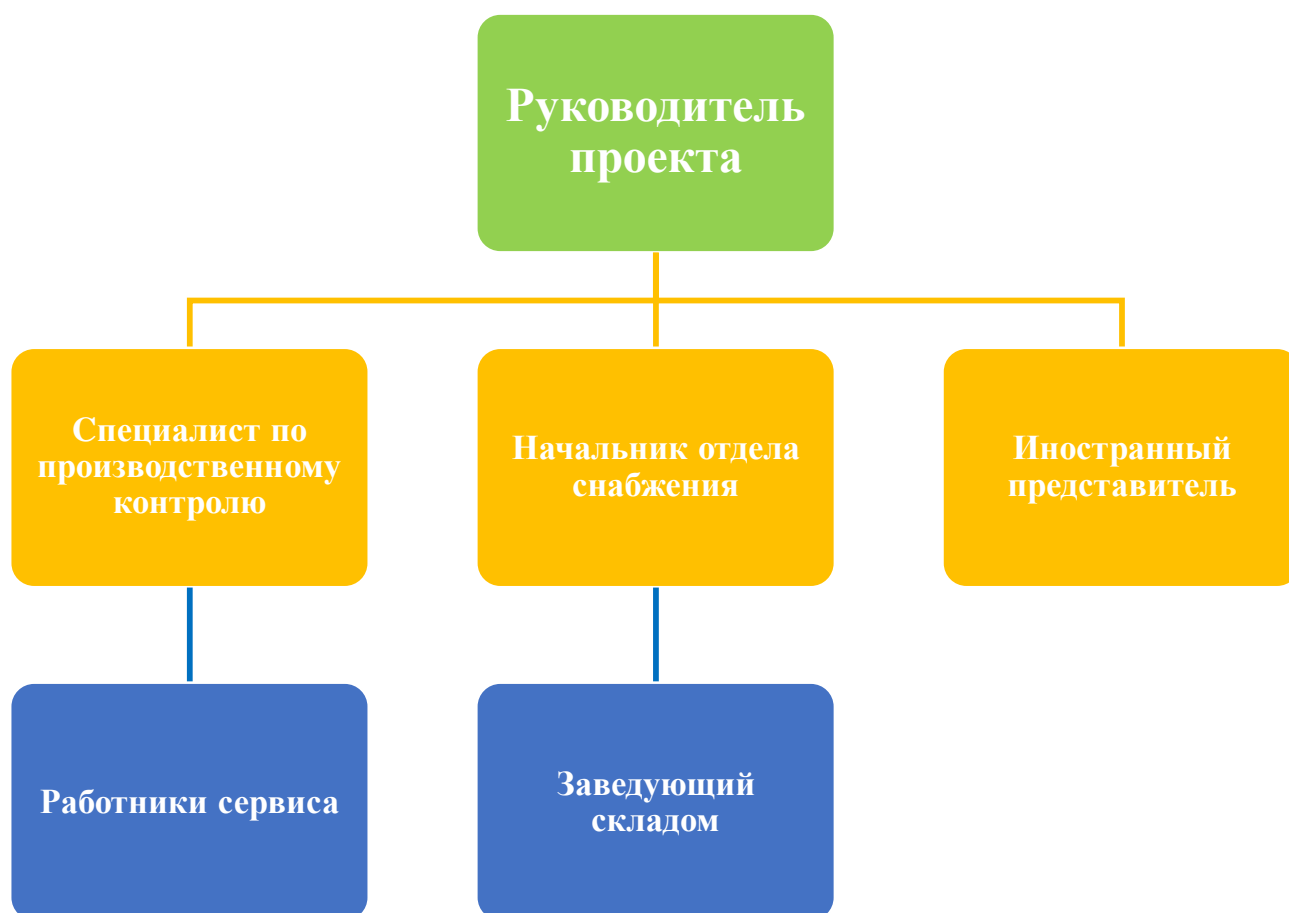 Руководитель
проекта
Специалист по
производственному
контролю
Начальник отдела
снабжения
Иностранный
представитель
Работники сервиса
Заведующий
складом